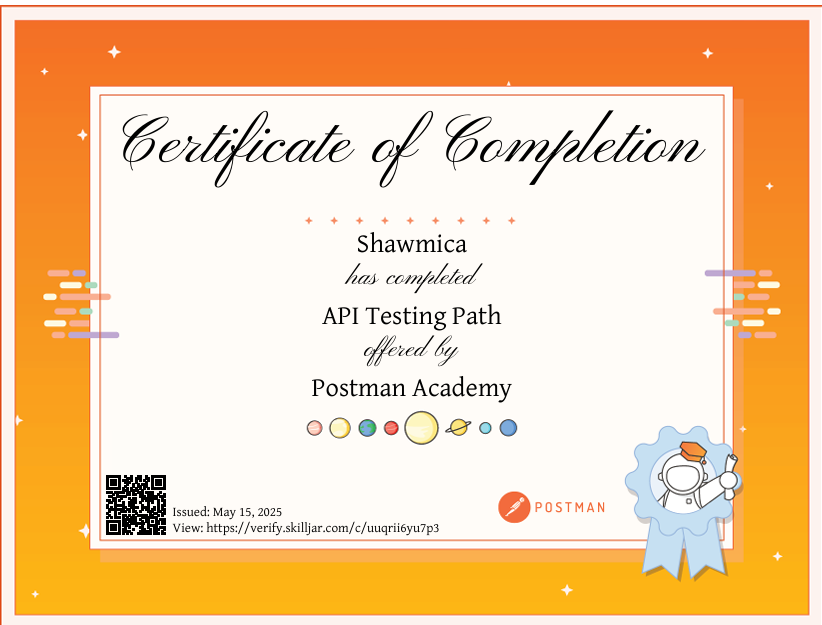 Certificate of Completion
Shawmica
has completed
API Testing Path
offered by
Postman Academy
Issued: May 15, 2025
View: https://verify.skilljar.com/c/uuqrii6yu7p3
POSTMAN